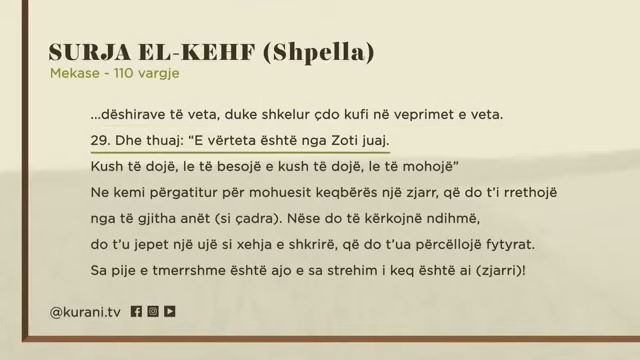 SURJA EL-KEHF (Shpella)
Mekase - 110 vargje
...dëshirave të veta, duke shkelur çdo kufi në veprimet e veta.
29. Dhe thuaj: “E vërteta është nga Zoti juaj.
Kush të dojë, le të besojë e kush të dojë, le të mohojë”
Ne kemi përgatitur për mohuesit keqbërës një zjarr, që do t’i rrethojë
nga të gjitha anët (si çadra). Nëse do të kërkojnë ndihmë,
do t’u jepet një ujë si xehja e shkrirë, që do t’ua përcëllojë fytyrat.
Sa pije e tmerrshme është ajo e sa strehim i keq është ai (zjarri)!
@kurani.tv